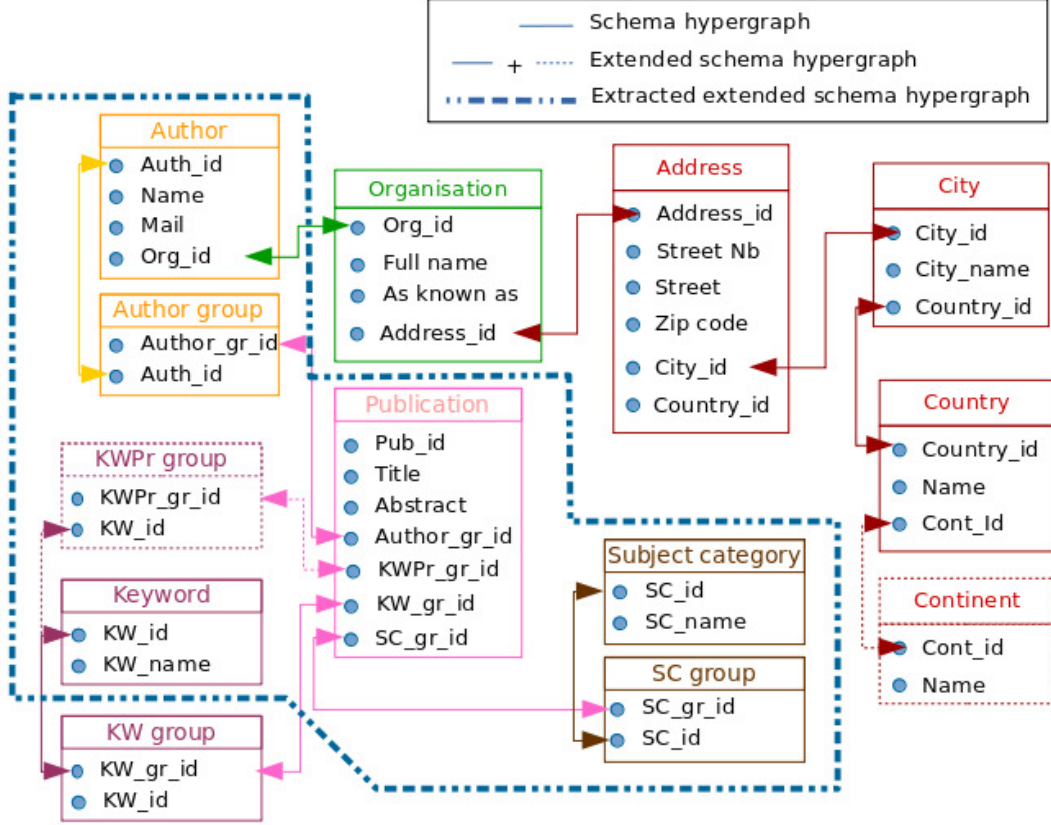 Schema hypergraph
+ Extended schema hypergraph
Extracted extended schema hypergraph
Author
Auth_id
Name
Mail
Org_id
Author group
Author_gr_id
Auth_id
KWPr group
KWPr_gr_id
KW_id
Keyword
KW_id
KW_name
KW group
KW_gr_id
KW_id
Organisation
Org_id
Full name
As known as
Address_id
Publication
Pub_id
Title
Abstract
Author_gr_id
KWPr_gr_id
KW_gr_id
SC_gr_id
Address
Address_id
Street Nb
Street
Zip code
City_id
Country_id
Subject category
SC_id
SC_name
SC group
SC_gr_id
SC_id
City
City_id
City_name
Country_id
Country
Country_id
Name
Cont_Id
Continent
Cont_id
Name